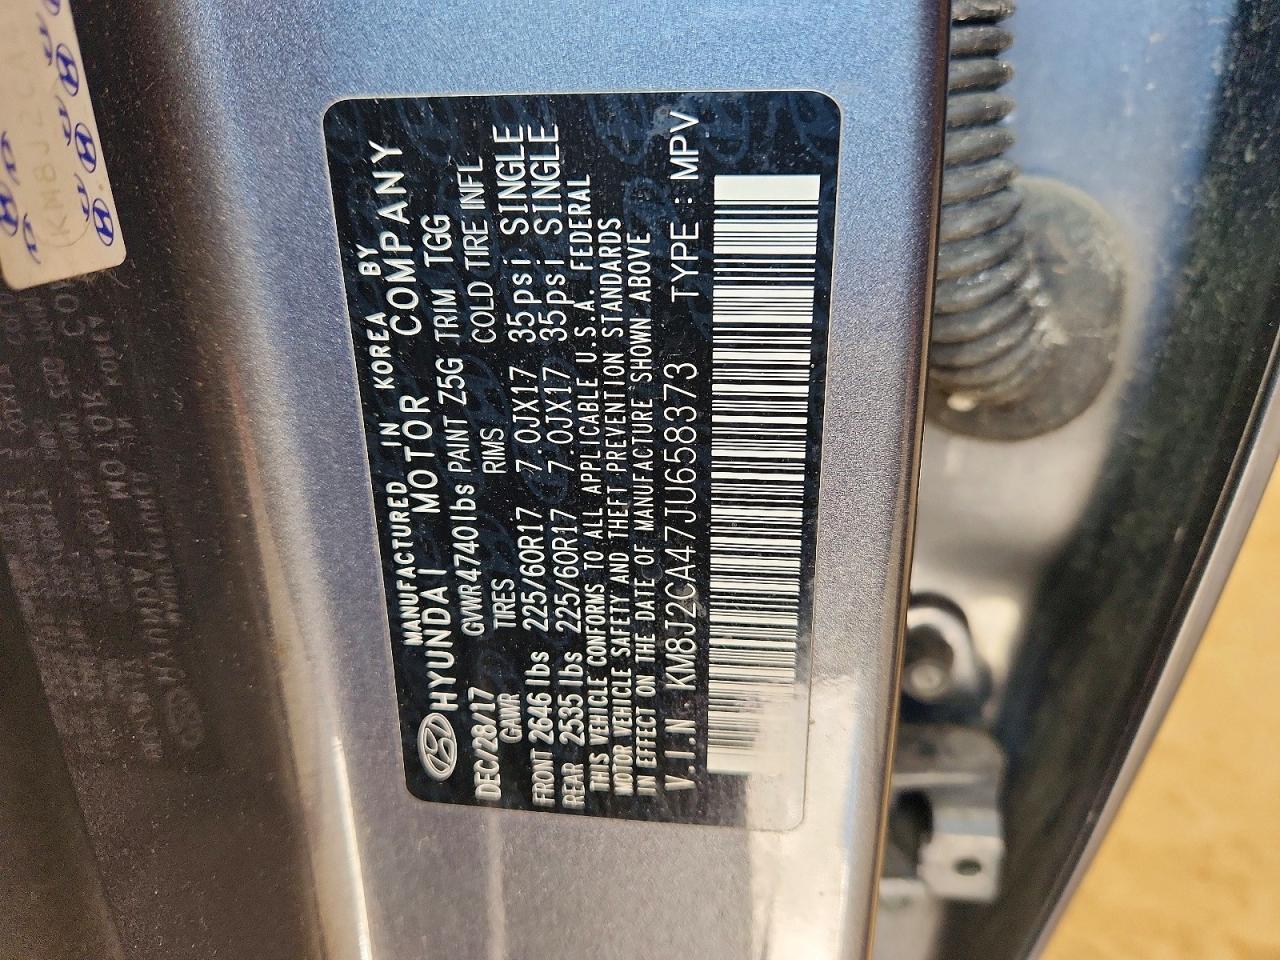 MANUFACTURED IN KOREA BY
HYUNDAI MOTOR COMPANY
DEC/28/17 GVWR4740lbs PAINT Z5G TRIM TGG
GAWR TIRES RIMS COLD TIRE INFL
FRONT 2646lbs 225/60R17 7.0JX17 35psi SINGLE
REAR 2535lbs 225/60R17 7.0JX17 35psi SINGLE
THIS VEHICLE CONFORMS TO ALL APPLICABLE U.S.A. FEDERAL
MOTOR VEHICLE SAFETY AND THEFT PREVENTION STANDARDS
IN EFFECT ON THE DATE OF MANUFACTURE SHOWN ABOVE
V.I.N : KM8J2CA47JU658373 TYPE : MPV